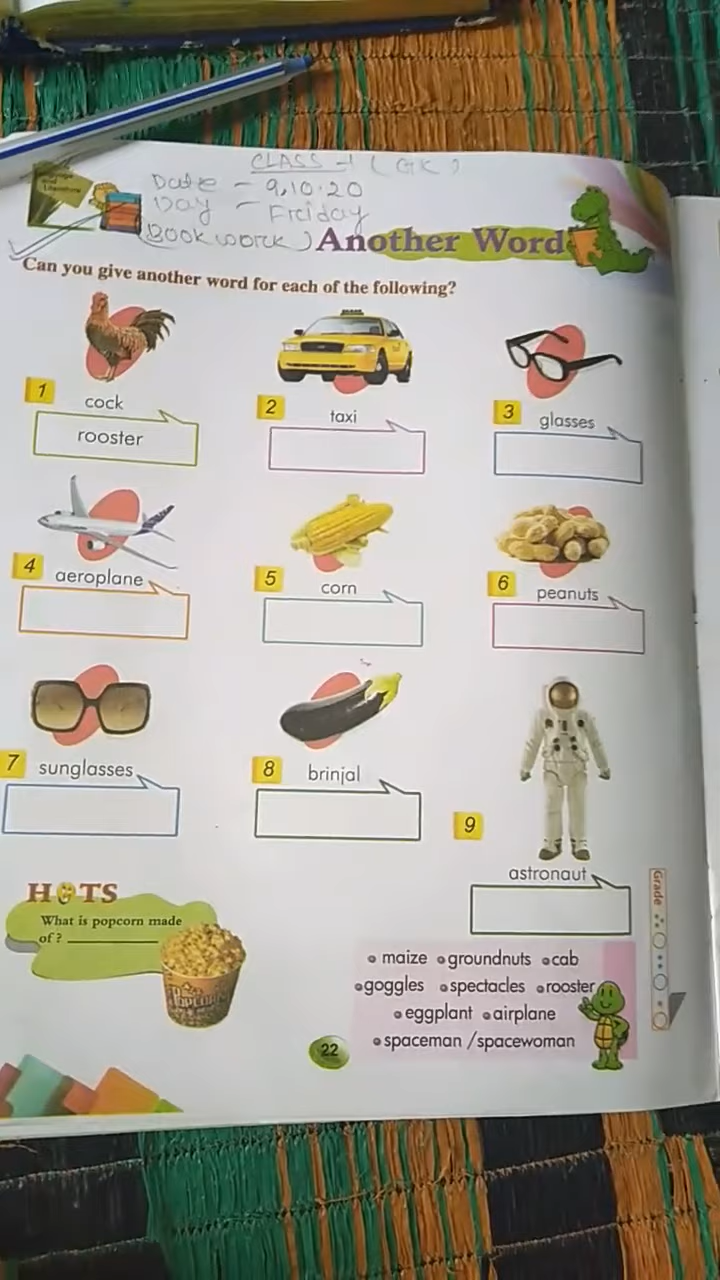 CLASS-1 (GK)
Date - 9.10.20
Day - Freiday
(Book work)
Another Word
Can you give another word for each of the following?
1 cock
rooster
2 taxi
3 glasses
4 aeroplane
5 corn
6 peanuts
7 sunglasses
8 brinjal
9
astronaut
HOTS
What is popcorn made
of?
POPCORN
Grade
maize groundnuts cab
goggles spectacles rooster
eggplant airplane
spaceman /spacewoman
22